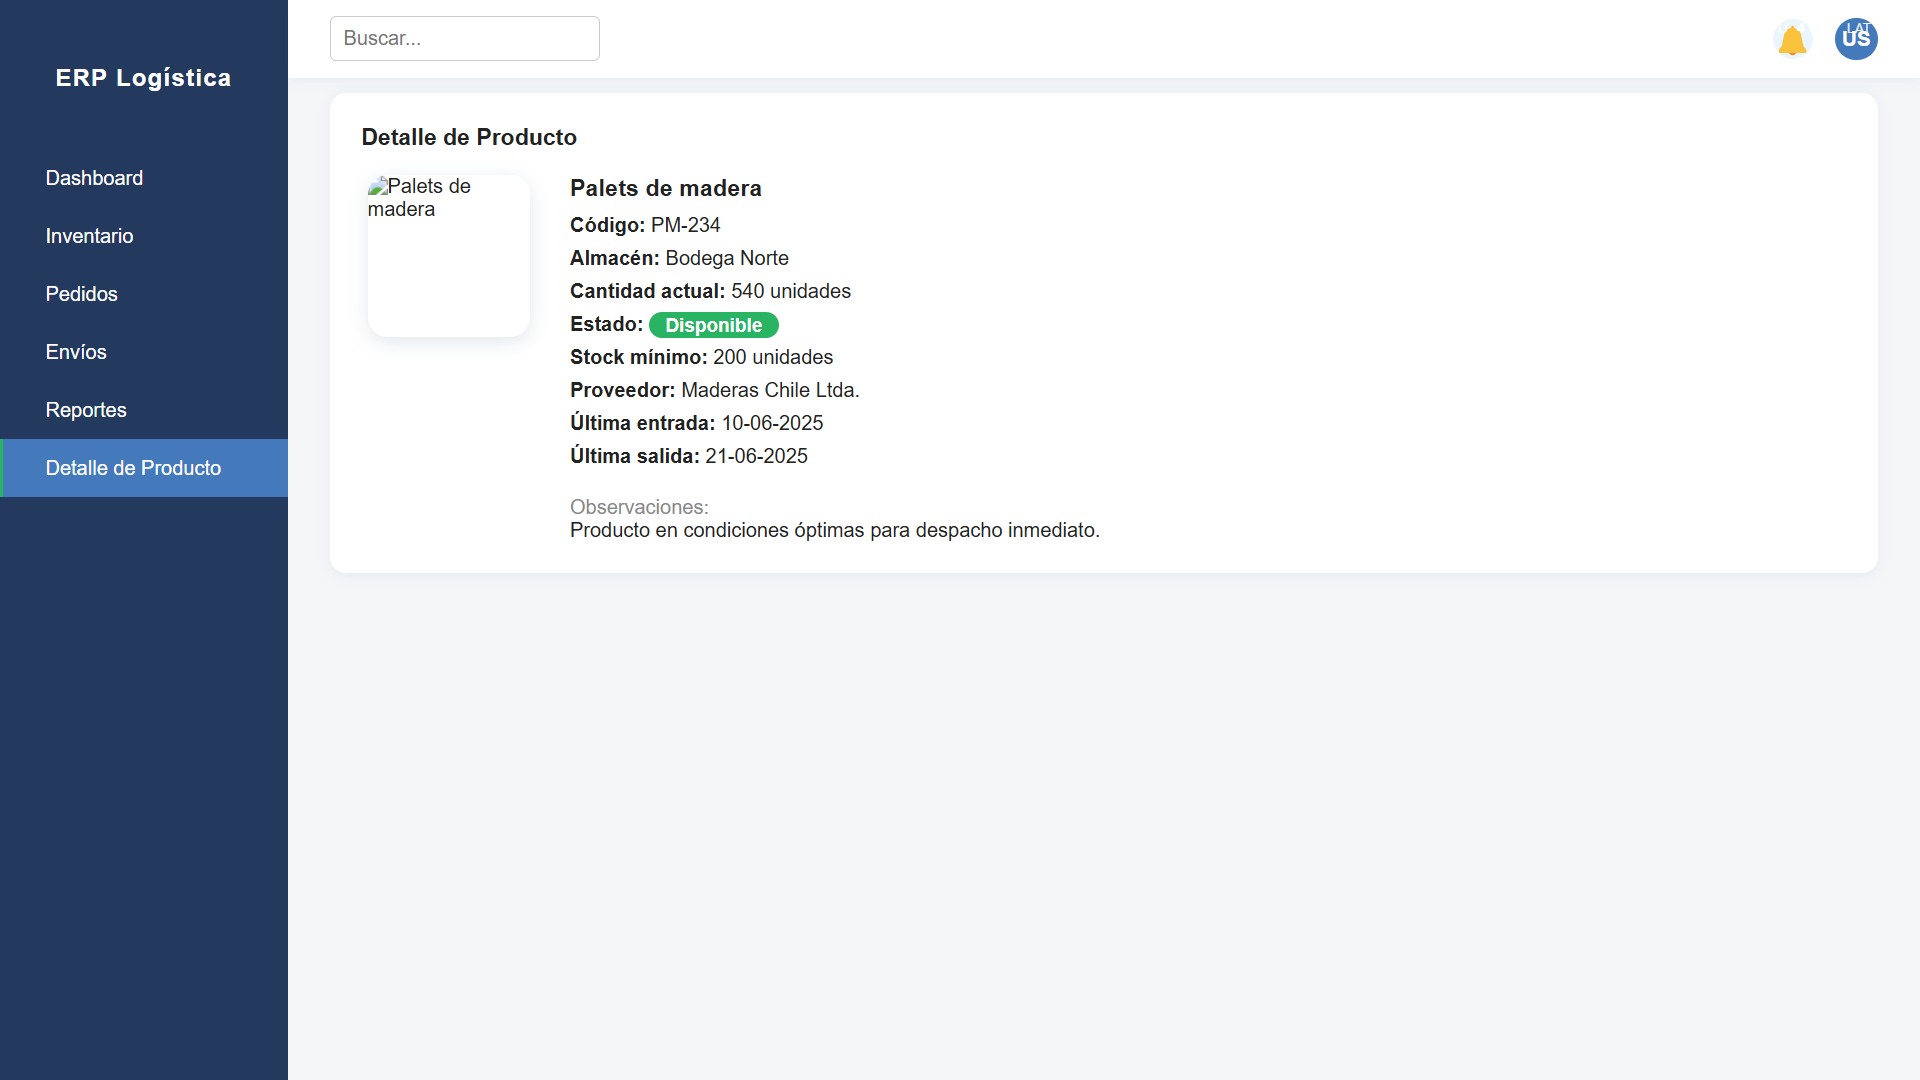 ERP Logística
Dashboard
Inventario
Pedidos
Envíos
Reportes
Detalle de Producto
Buscar...
LAT
US
Detalle de Producto
Palets de
madera
Palets de madera
Código: PM-234
Almacén: Bodega Norte
Cantidad actual: 540 unidades
Estado: Disponible
Stock mínimo: 200 unidades
Proveedor: Maderas Chile Ltda.
Última entrada: 10-06-2025
Última salida: 21-06-2025
Observaciones:
Producto en condiciones óptimas para despacho inmediato.